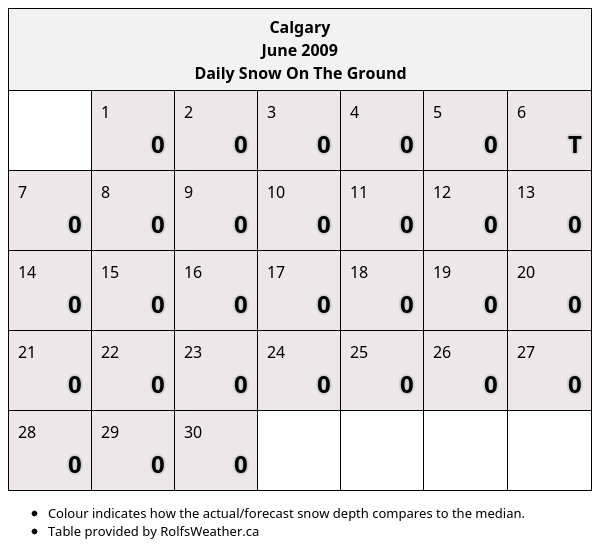 Calgary
June 2009
Daily Snow On The Ground
1 2 3 4 5 6
0 0 0 0 0 T
7 8 9 10 11 12 13
0 0 0 0 0 0 0
14 15 16 17 18 19 20
0 0 0 0 0 0 0
21 22 23 24 25 26 27
0 0 0 0 0 0 0
28 29 30
0 0 0
• Colour indicates how the actual/forecast snow depth compares to the median.
• Table provided by RolfsWeather.ca